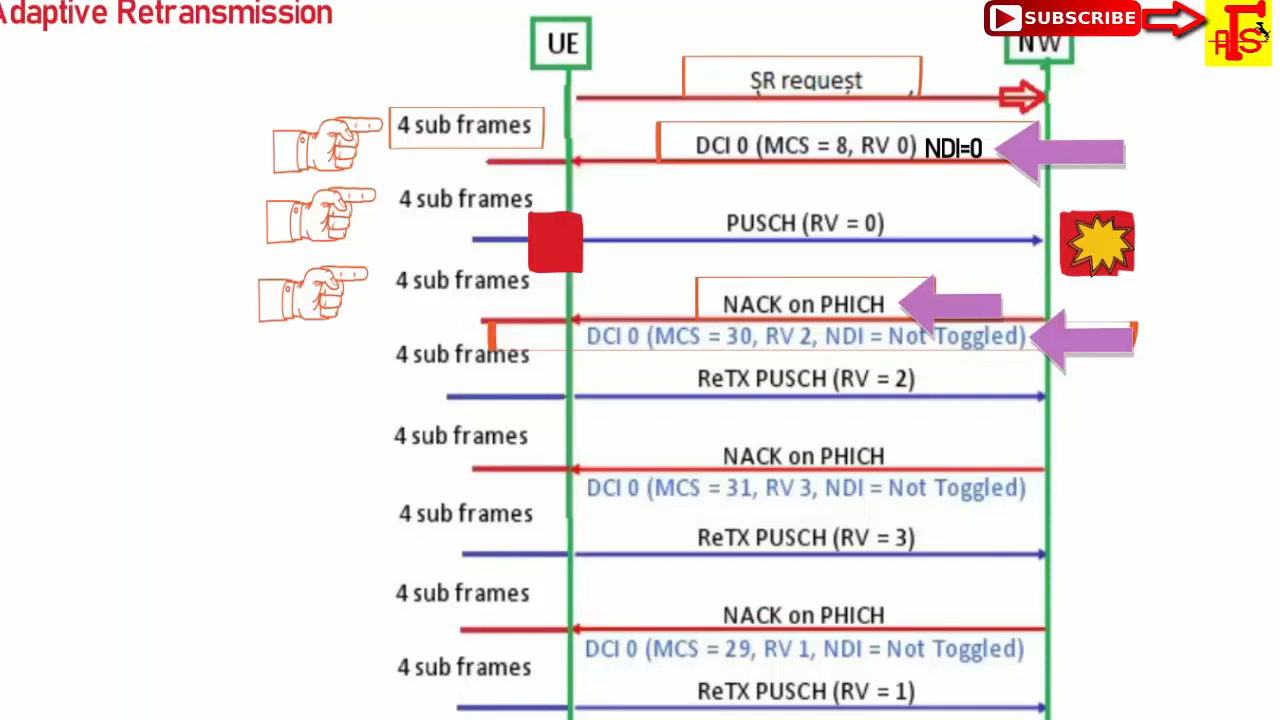 Adaptive Retransmission
SUBSCRIBE
UE
NW
SR request
4 sub frames
DCI 0 (MCS = 8, RV 0) NDI=0
4 sub frames
PUSCH (RV = 0)
4 sub frames
NACK on PHICH
DCI 0 (MCS = 30, RV 2, NDI = Not Toggled)
4 sub frames
ReTX PUSCH (RV = 2)
4 sub frames
NACK on PHICH
DCI 0 (MCS = 31, RV 3, NDI = Not Toggled)
4 sub frames
ReTX PUSCH (RV = 3)
4 sub frames
NACK on PHICH
DCI 0 (MCS = 29, RV 1, NDI = Not Toggled)
4 sub frames
ReTX PUSCH (RV = 1)